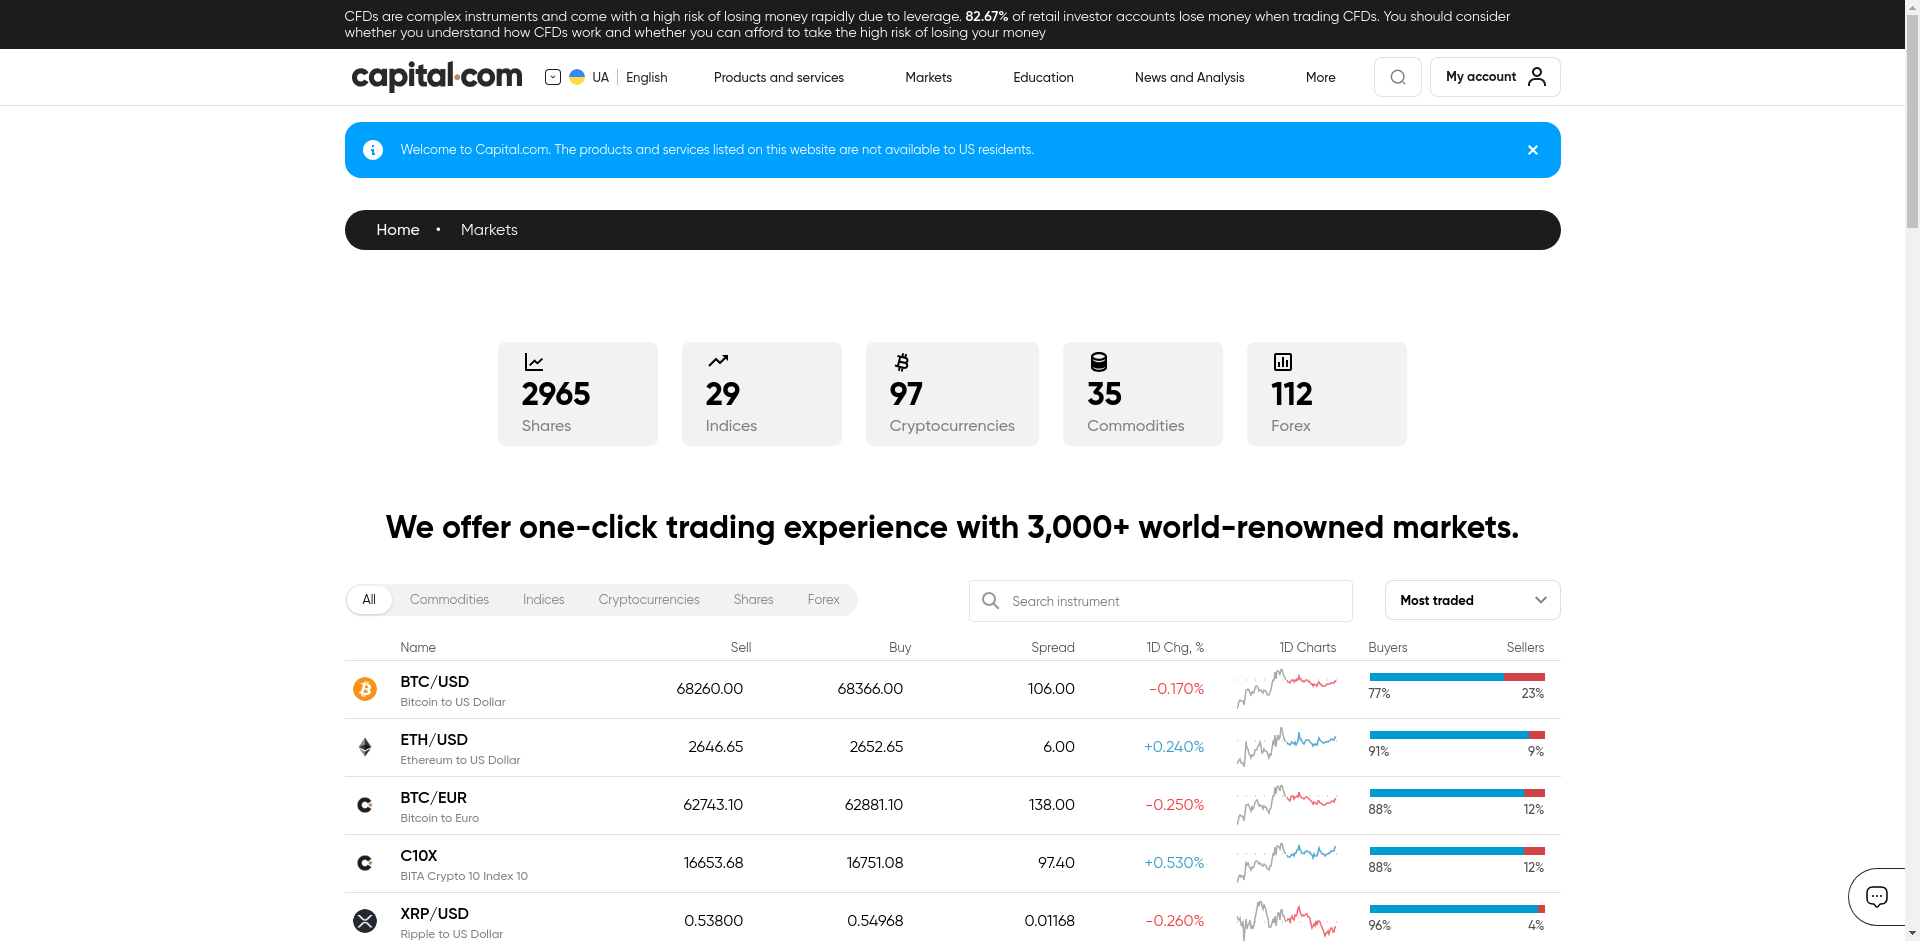 CFDs are complex instruments and come with a high risk of losing money rapidly due to leverage. 82.67% of retail investor accounts lose money when trading CFDs. You should consider
whether you understand how CFDs work and whether you can afford to take the high risk of losing your money
capital.com UA English Products and services Markets Education News and Analysis More My account
Welcome to Capital.com. The products and services listed on this website are not available to US residents.
Home • Markets
2965 29 97 35 112
Shares Indices Cryptocurrencies Commodities Forex
We offer one-click trading experience with 3,000+ world-renowned markets.
All Commodities Indices Cryptocurrencies Shares Forex Search instrument Most traded
Name Sell Buy Spread 1D Chg, % 1D Charts Buyers Sellers
BTC/USD 68260.00 68366.00 106.00 -0.170%
Bitcoin to US Dollar 77% 23%
ETH/USD 2646.65 2652.65 6.00 +0.240%
Ethereum to US Dollar 91% 9%
BTC/EUR 62743.10 62881.10 138.00 -0.250%
Bitcoin to Euro 88% 12%
C10X 16653.68 16751.08 97.40 +0.530%
BITA Crypto 10 Index 10 88% 12%
XRP/USD 0.53800 0.54968 0.01168 -0.260%
Ripple to US Dollar 96% 4%